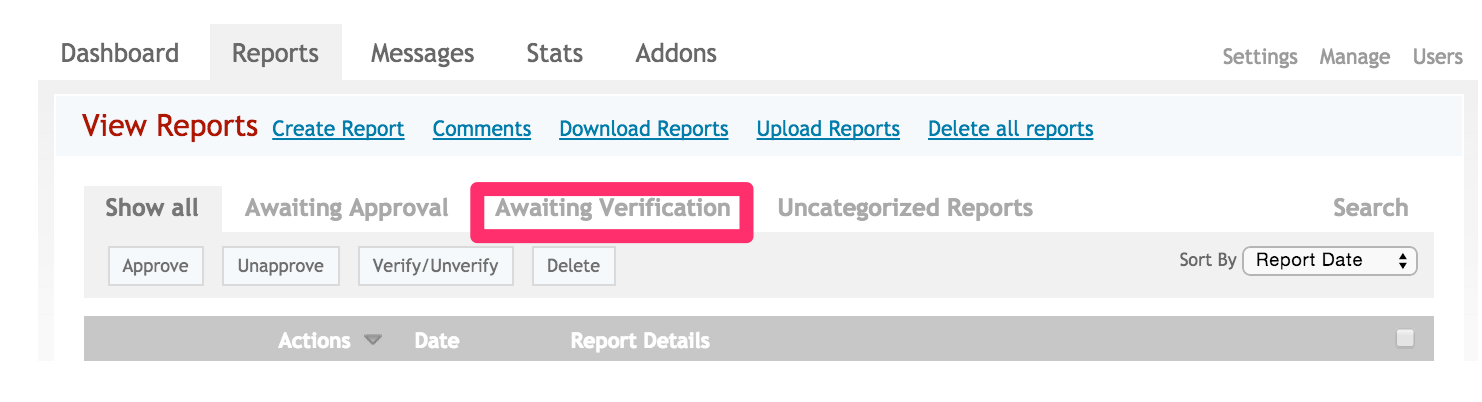 Dashboard Reports Messages Stats Addons Settings Manage Users
View Reports Create Report Comments Download Reports Upload Reports Delete all reports
Show all Awaiting Approval Awaiting Verification Uncategorized Reports Search
Approve Unapprove Verify/Unverify Delete Sort By Report Date
Actions Date Report Details